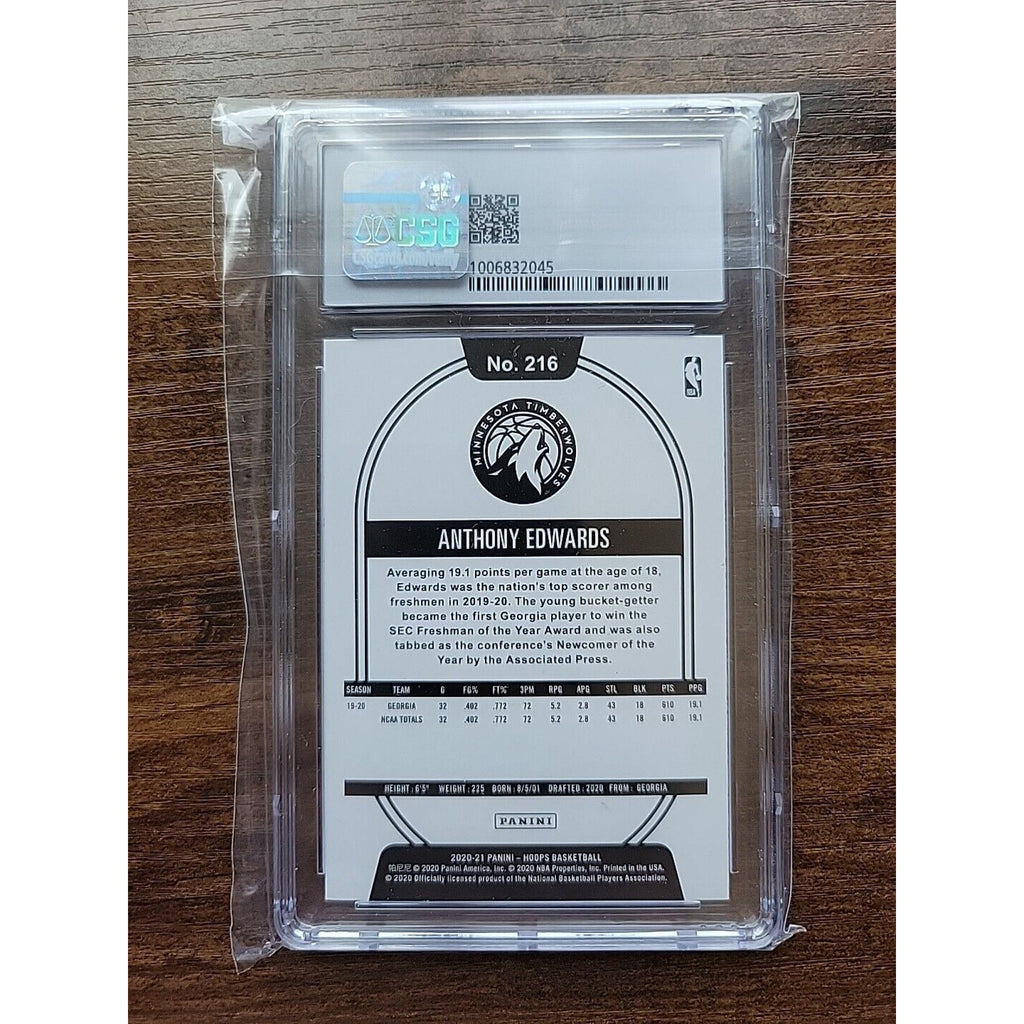 CSG
CSGcards.com/verify
1006832045
No. 216
NBA
MINNESOTA TIMBERWOLVES
ANTHONY EDWARDS
Averaging 19.1 points per game at the age of 18,
Edwards was the nation's top scorer among
freshmen in 2019-20. The young bucket-getter
became the first Georgia player to win the
SEC Freshman of the Year Award and was also
tabbed as the conference's Newcomer of the
Year by the Associated Press.
SEASON TEAM G FG% FT% 3PM RPG APG STL BLK PTS PPG
19-20 GEORGIA 32 .402 .772 72 5.2 2.8 43 18 610 19.1
NCAA TOTALS 32 .402 .772 72 5.2 2.8 43 18 610 19.1
HEIGHT: 6'5" WEIGHT: 225 BORN: 8/5/01 DRAFTED: 2020 FROM: GEORGIA
PANINI
2020-21 PANINI – HOOPS BASKETBALL
帕尼尼 © 2020 Panini America, Inc. © 2020 NBA Properties, Inc. Printed in the USA.
© 2020 Officially licensed product of the National Basketball Players Association.